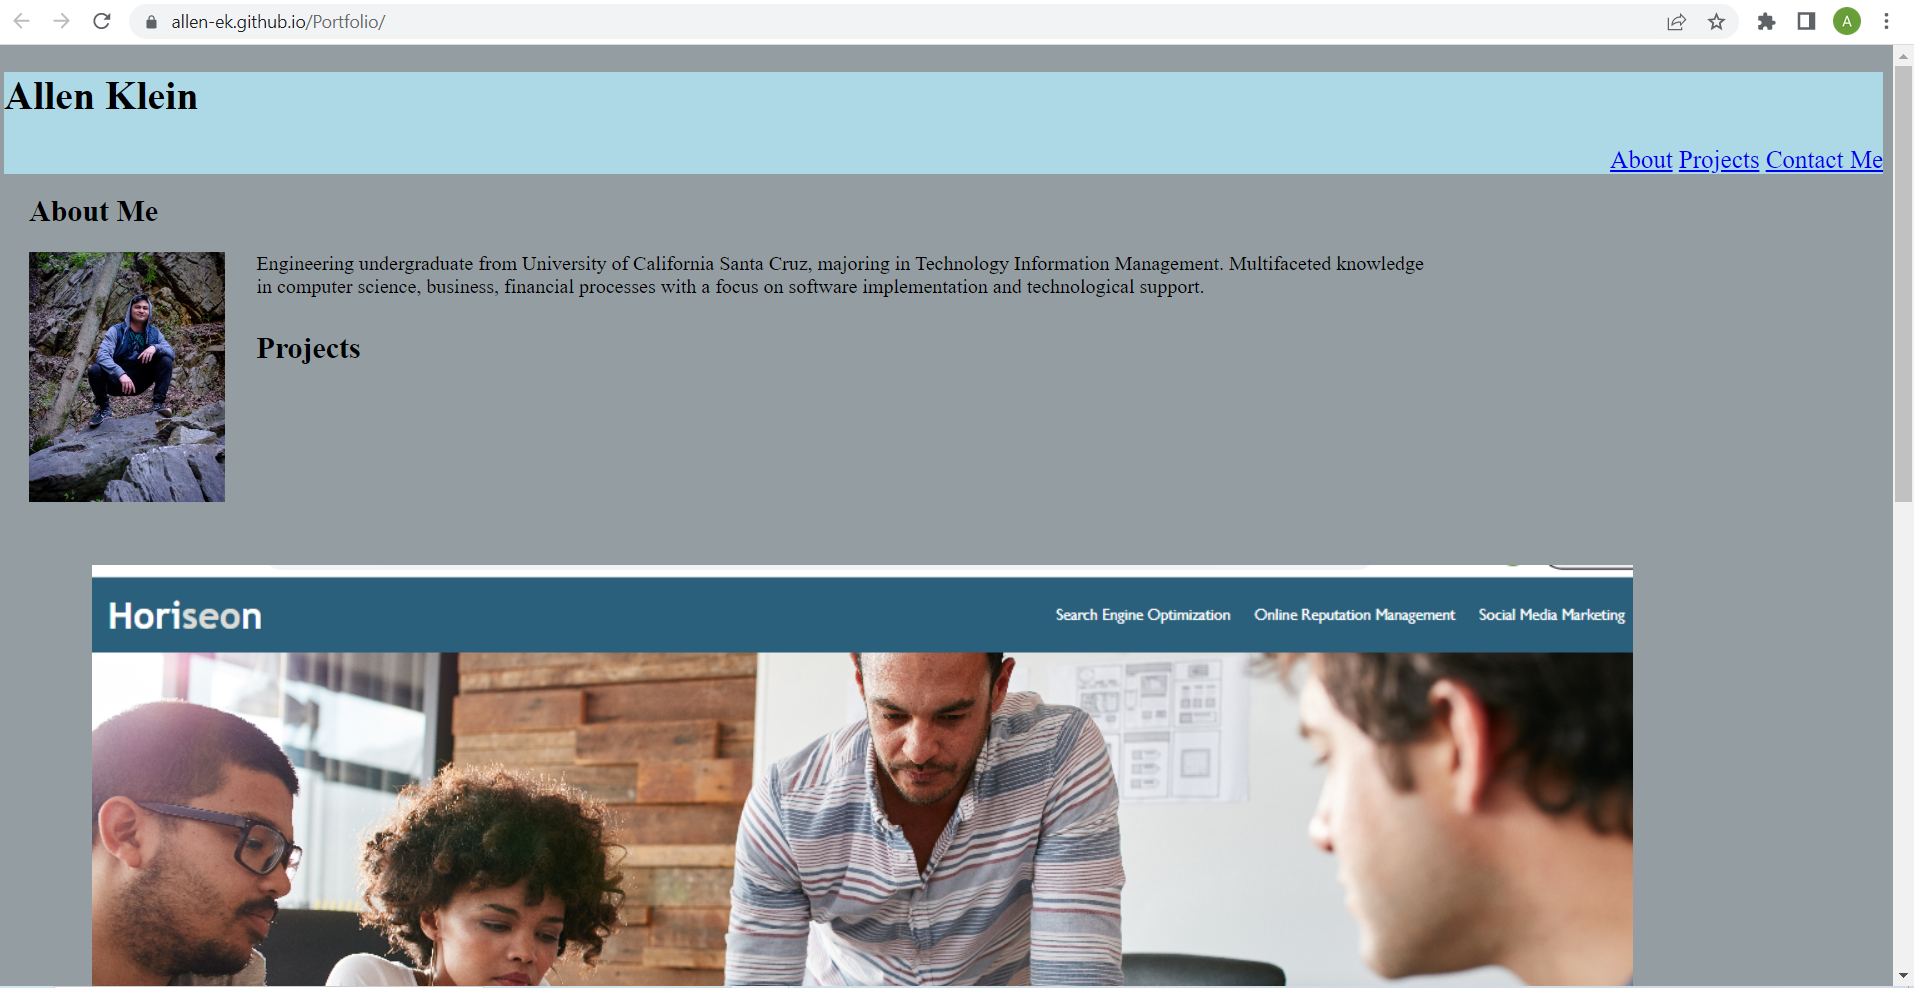 allen-ek.github.io/Portfolio/
A
Allen Klein
About Projects Contact Me
About Me
Engineering undergraduate from University of California Santa Cruz, majoring in Technology Information Management. Multifaceted knowledge
in computer science, business, financial processes with a focus on software implementation and technological support.
Projects
Horiseon
Search Engine Optimization Online Reputation Management Social Media Marketing